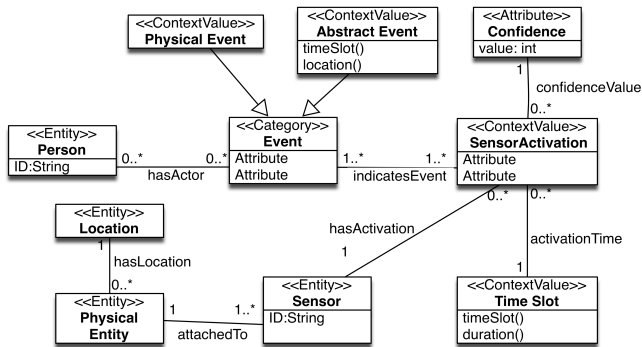 <<ContextValue>>
Physical Event
<<ContextValue>>
Abstract Event
timeSlot()
location()
<<Attribute>>
Confidence
value: int
1
confidenceValue
0..*
<<Entity>>
Person
ID:String
0..*
hasActor
0..*
<<Category>>
Event
Attribute
Attribute
1..*
indicatesEvent
1..*
<<ContextValue>>
SensorActivation
Attribute
Attribute
0..*
0..*
<<Entity>>
Location
1
hasLocation
0..*
hasActivation
1
activationTime
1
<<Entity>>
Physical
Entity
1
attachedTo
1..*
<<Entity>>
Sensor
ID:String
<<ContextValue>>
Time Slot
timeSlot()
duration()